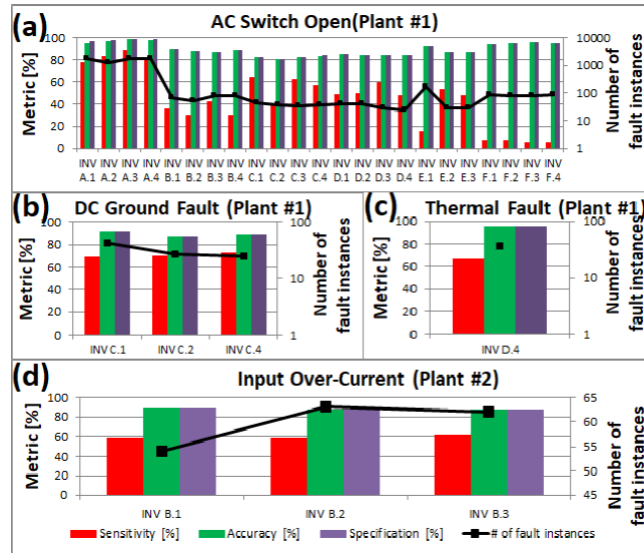 (a)
AC Switch Open(Plant #1)
Metric [%]
100
80
60
40
20
0
10000
1000
100
10
1
Number of
fault instances
INV A.1
INV A.2
INV A.3
INV A.4
INV B.1
INV B.2
INV B.3
INV B.4
INV C.1
INV C.2
INV C.3
INV C.4
INV D.1
INV D.2
INV D.3
INV D.4
INV E.1
INV E.2
INV E.3
INV F.1
INV F.2
INV F.3
INV F.4
(b)
DC Ground Fault (Plant #1)
Metric [%]
100
80
60
40
20
0
100
10
1
Number of
fault instances
INV C.1
INV C.2
INV C.4
(c)
Thermal Fault (Plant #1)
Metric [%]
100
80
60
40
20
0
100
10
1
Number of
fault instances
INV D.4
(d)
Input Over-Current (Plant #2)
Metric [%]
100
80
60
40
20
0
65
60
55
50
45
Number of
fault instances
INV B.1
INV B.2
INV B.3
Sensitivity [%]
Accuracy [%]
Specification [%]
# of fault instances